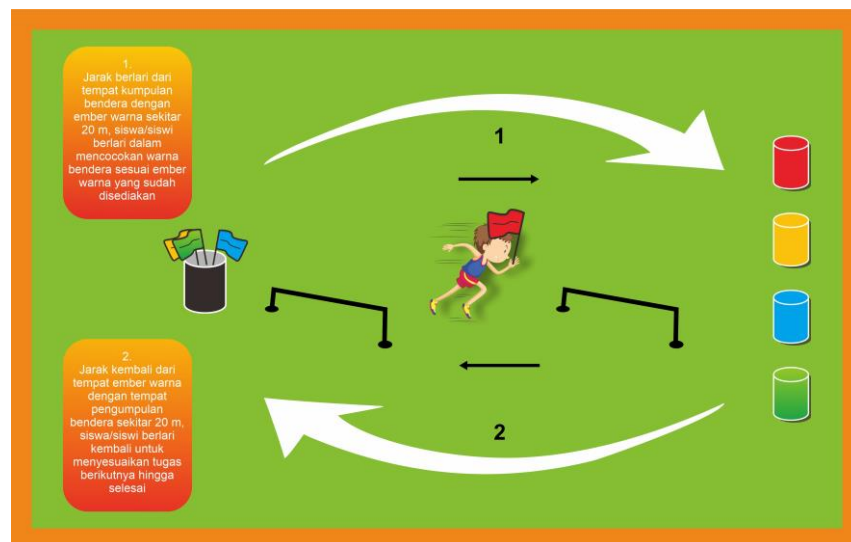 1.
Jarak berlari dari
tempat kumpulan
bendera dengan
ember warna sekitar
20 m, siswa/siswi
berlari dalam
mencocokan warna
bendera sesuai ember
warna yang sudah
disediakan
1
2.
Jarak kembali dari
tempat ember warna
dengan tempat
pengumpulan
bendera sekitar 20 m,
siswa/siswi berlari
kembali untuk
menyesuaikan tugas
berikutnya hingga
selesai
2